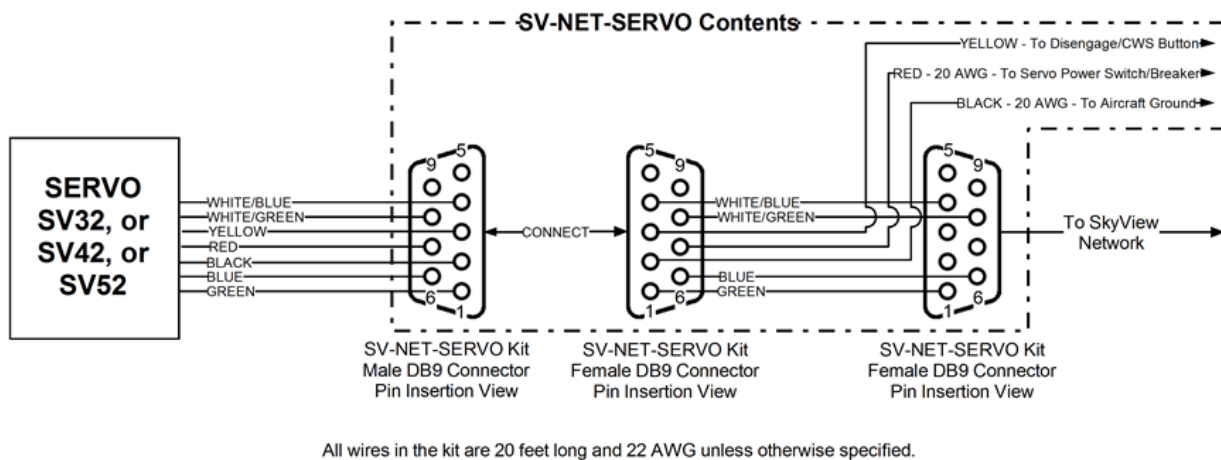 SV-NET-SERVO Contents
YELLOW - To Disengage/CWS Button
RED - 20 AWG - To Servo Power Switch/Breaker
BLACK - 20 AWG - To Aircraft Ground
SERVO
SV32, or
SV42, or
SV52
WHITE/BLUE
WHITE/GREEN
YELLOW
RED
BLACK
BLUE
GREEN
5
9
6
1
CONNECT
5
9
6
1
WHITE/BLUE
WHITE/GREEN
BLUE
GREEN
5
9
6
1
To SkyView
Network
SV-NET-SERVO Kit
Male DB9 Connector
Pin Insertion View
SV-NET-SERVO Kit
Female DB9 Connector
Pin Insertion View
SV-NET-SERVO Kit
Female DB9 Connector
Pin Insertion View
All wires in the kit are 20 feet long and 22 AWG unless otherwise specified.